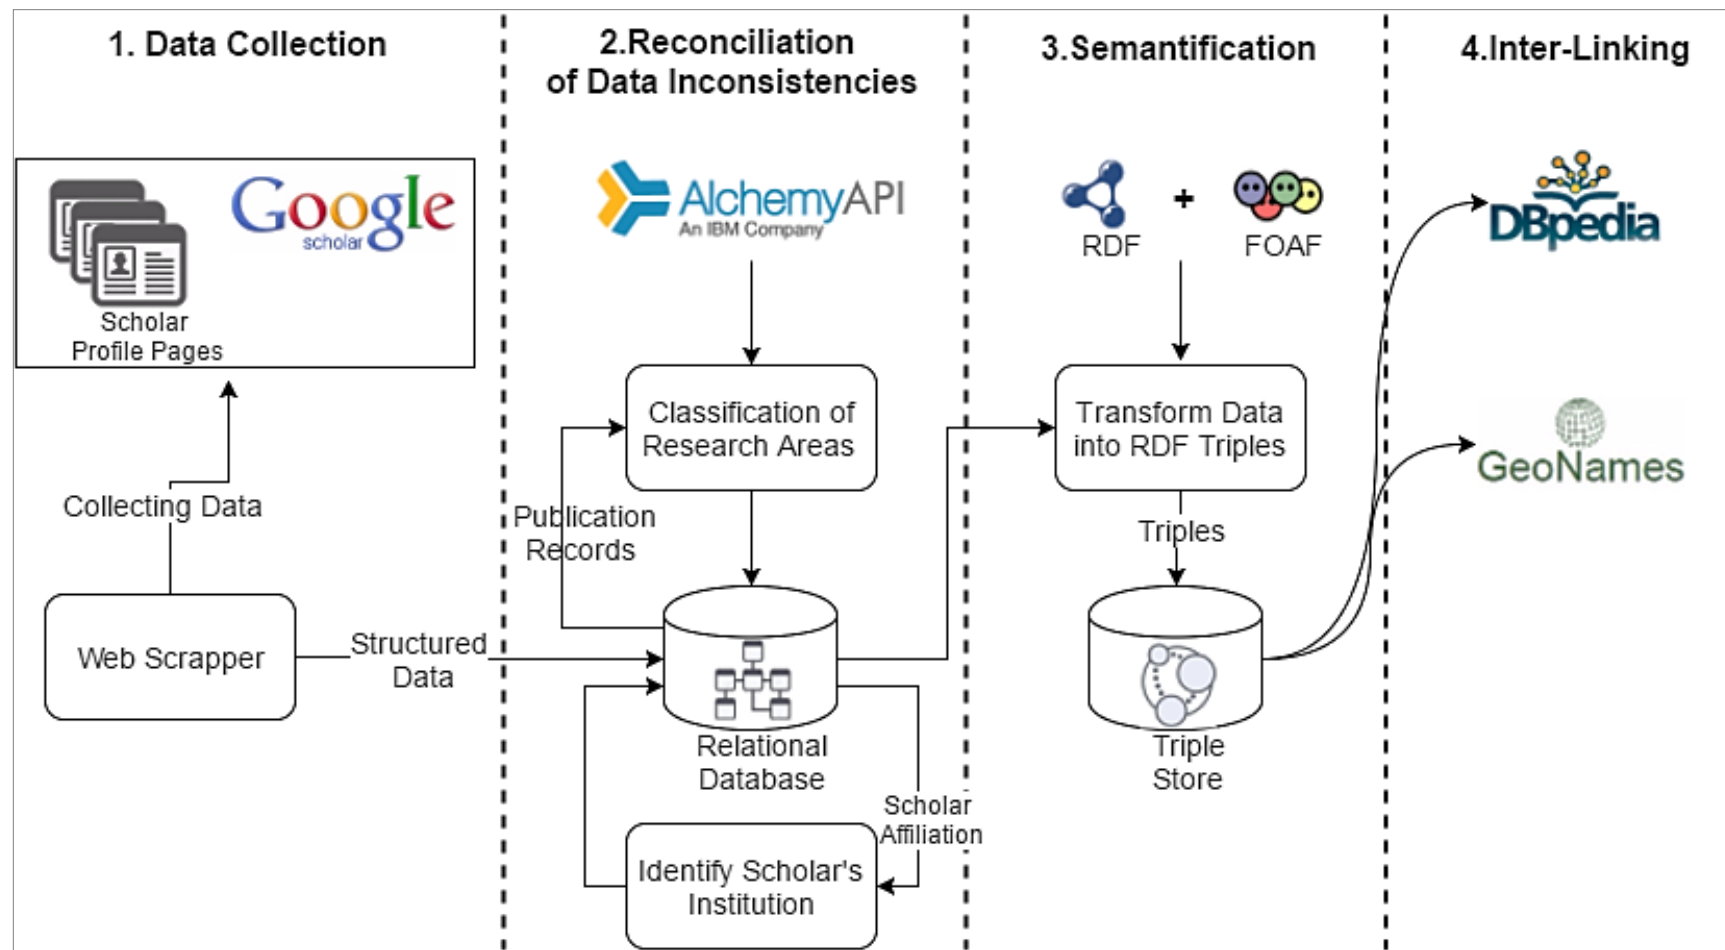 1. Data Collection
2.Reconciliation
of Data Inconsistencies
3.Semantification
4.Inter-Linking
Google
scholar
Scholar
Profile Pages
AlchemyAPI
An IBM Company
RDF
+
FOAF
DBpedia
GeoNames
Classification of
Research Areas
Transform Data
into RDF Triples
Collecting Data
Publication
Records
Triples
Web Scrapper
Structured
Data
Relational
Database
Triple
Store
Scholar
Affiliation
Identify Scholar's
Institution